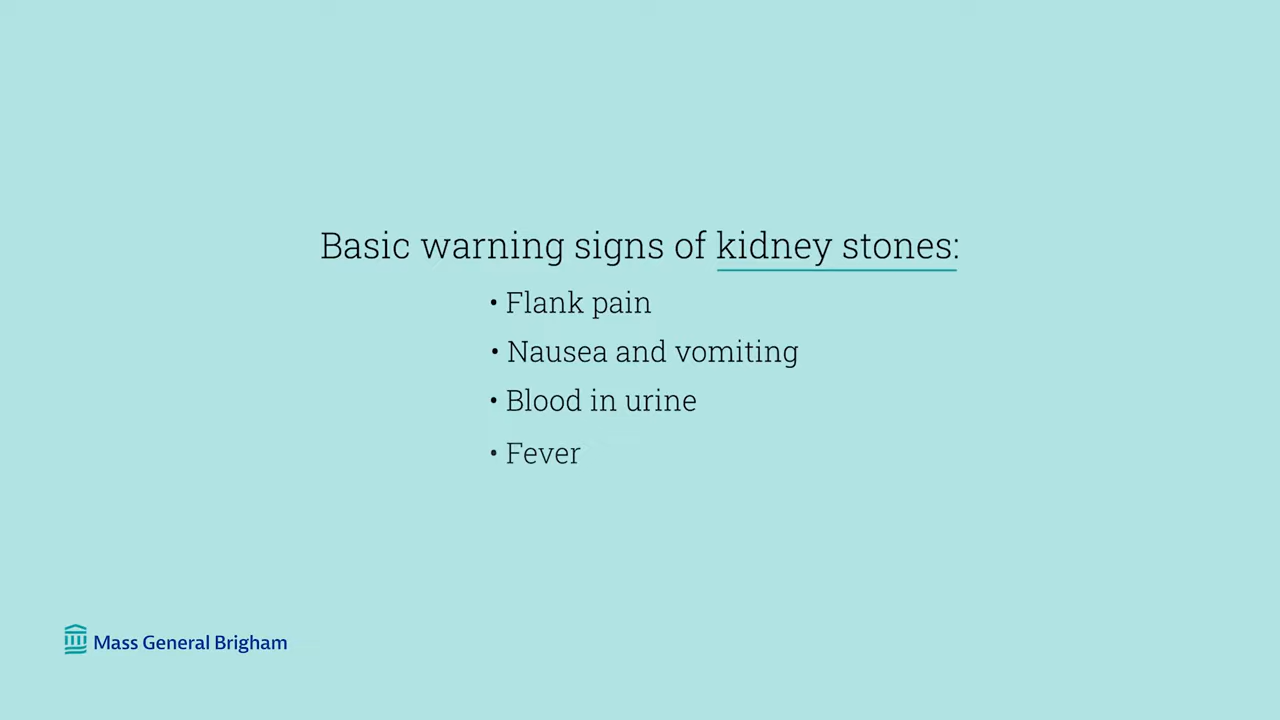 Basic warning signs of kidney stones:
• Flank pain
• Nausea and vomiting
• Blood in urine
• Fever
Mass General Brigham